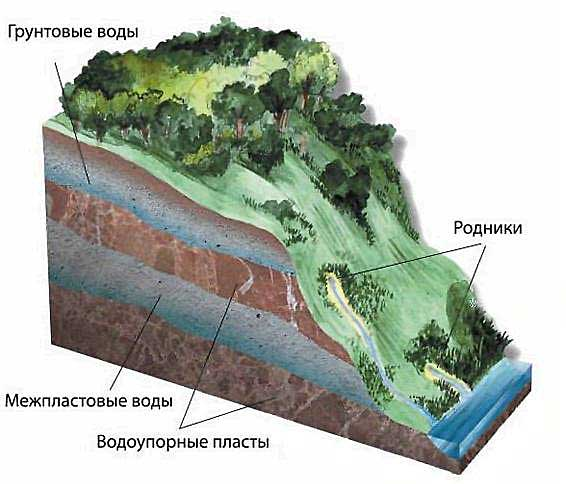 Грунтовые воды
Родники
Межпластовые воды
Водоупорные пласты